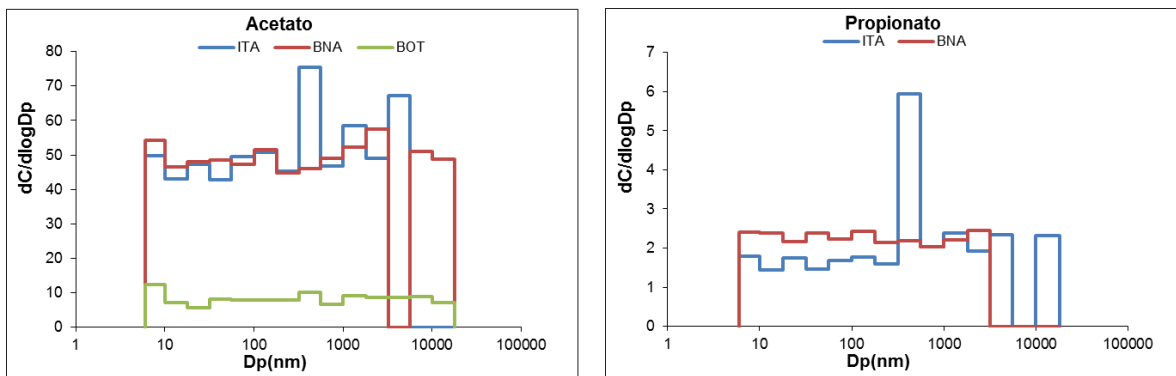 Acetato
ITA BNA BOT
dC/dlogDp
80
70
60
50
40
30
20
10
0
1 10 100 1000 10000 100000
Dp(nm)
Propionato
ITA BNA
dC/dlogDp
7
6
5
4
3
2
1
0
1 10 100 1000 10000 100000
Dp(nm)